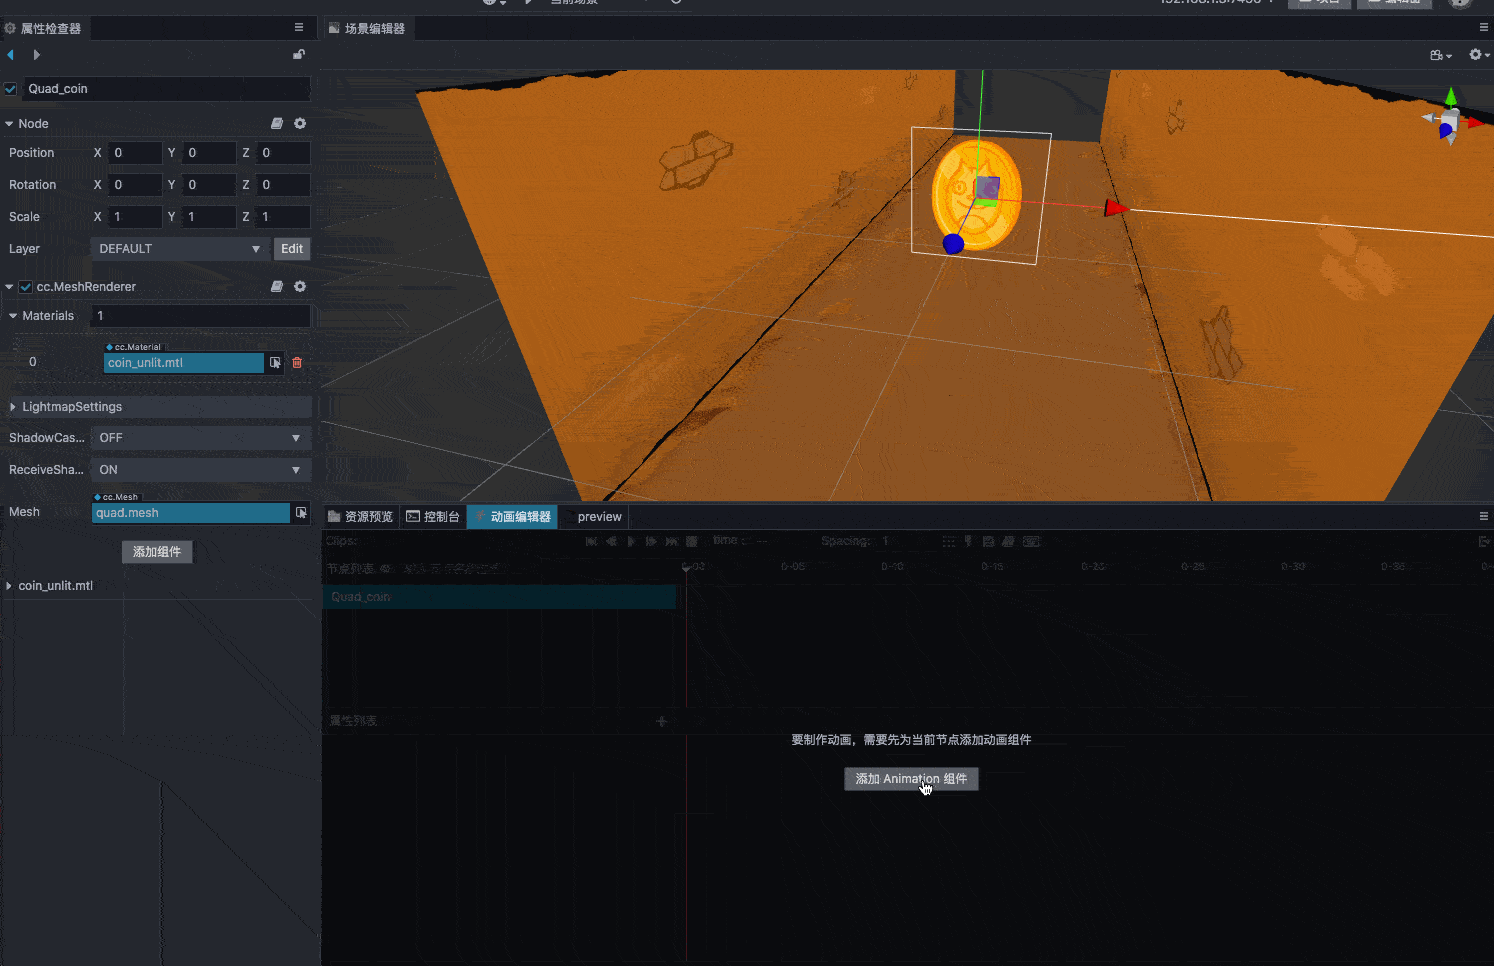 属性检查器
Quad_coin
Node
Position X 0 Y 0 Z 0
Rotation X 0 Y 0 Z 0
Scale X 1 Y 1 Z 1
Layer DEFAULT Edit
cc.MeshRenderer
Materials 1
cc.Material
0 coin_unlit.mtl
LightmapSettings
ShadowCas... OFF
ReceiveSha... ON
cc.Mesh
Mesh quad.mesh
添加组件
coin_unlit.mtl
场景编辑器
资源预览 控制台 动画编辑器 preview
Clips: Time: -- Spacing: 1
节点列表 0-02 0-05 0-10 0-15 0-20 0-25 0-30 0-35
Quad_coin
属性列表
要制作动画，需要先为当前节点添加动画组件
添加 Animation 组件